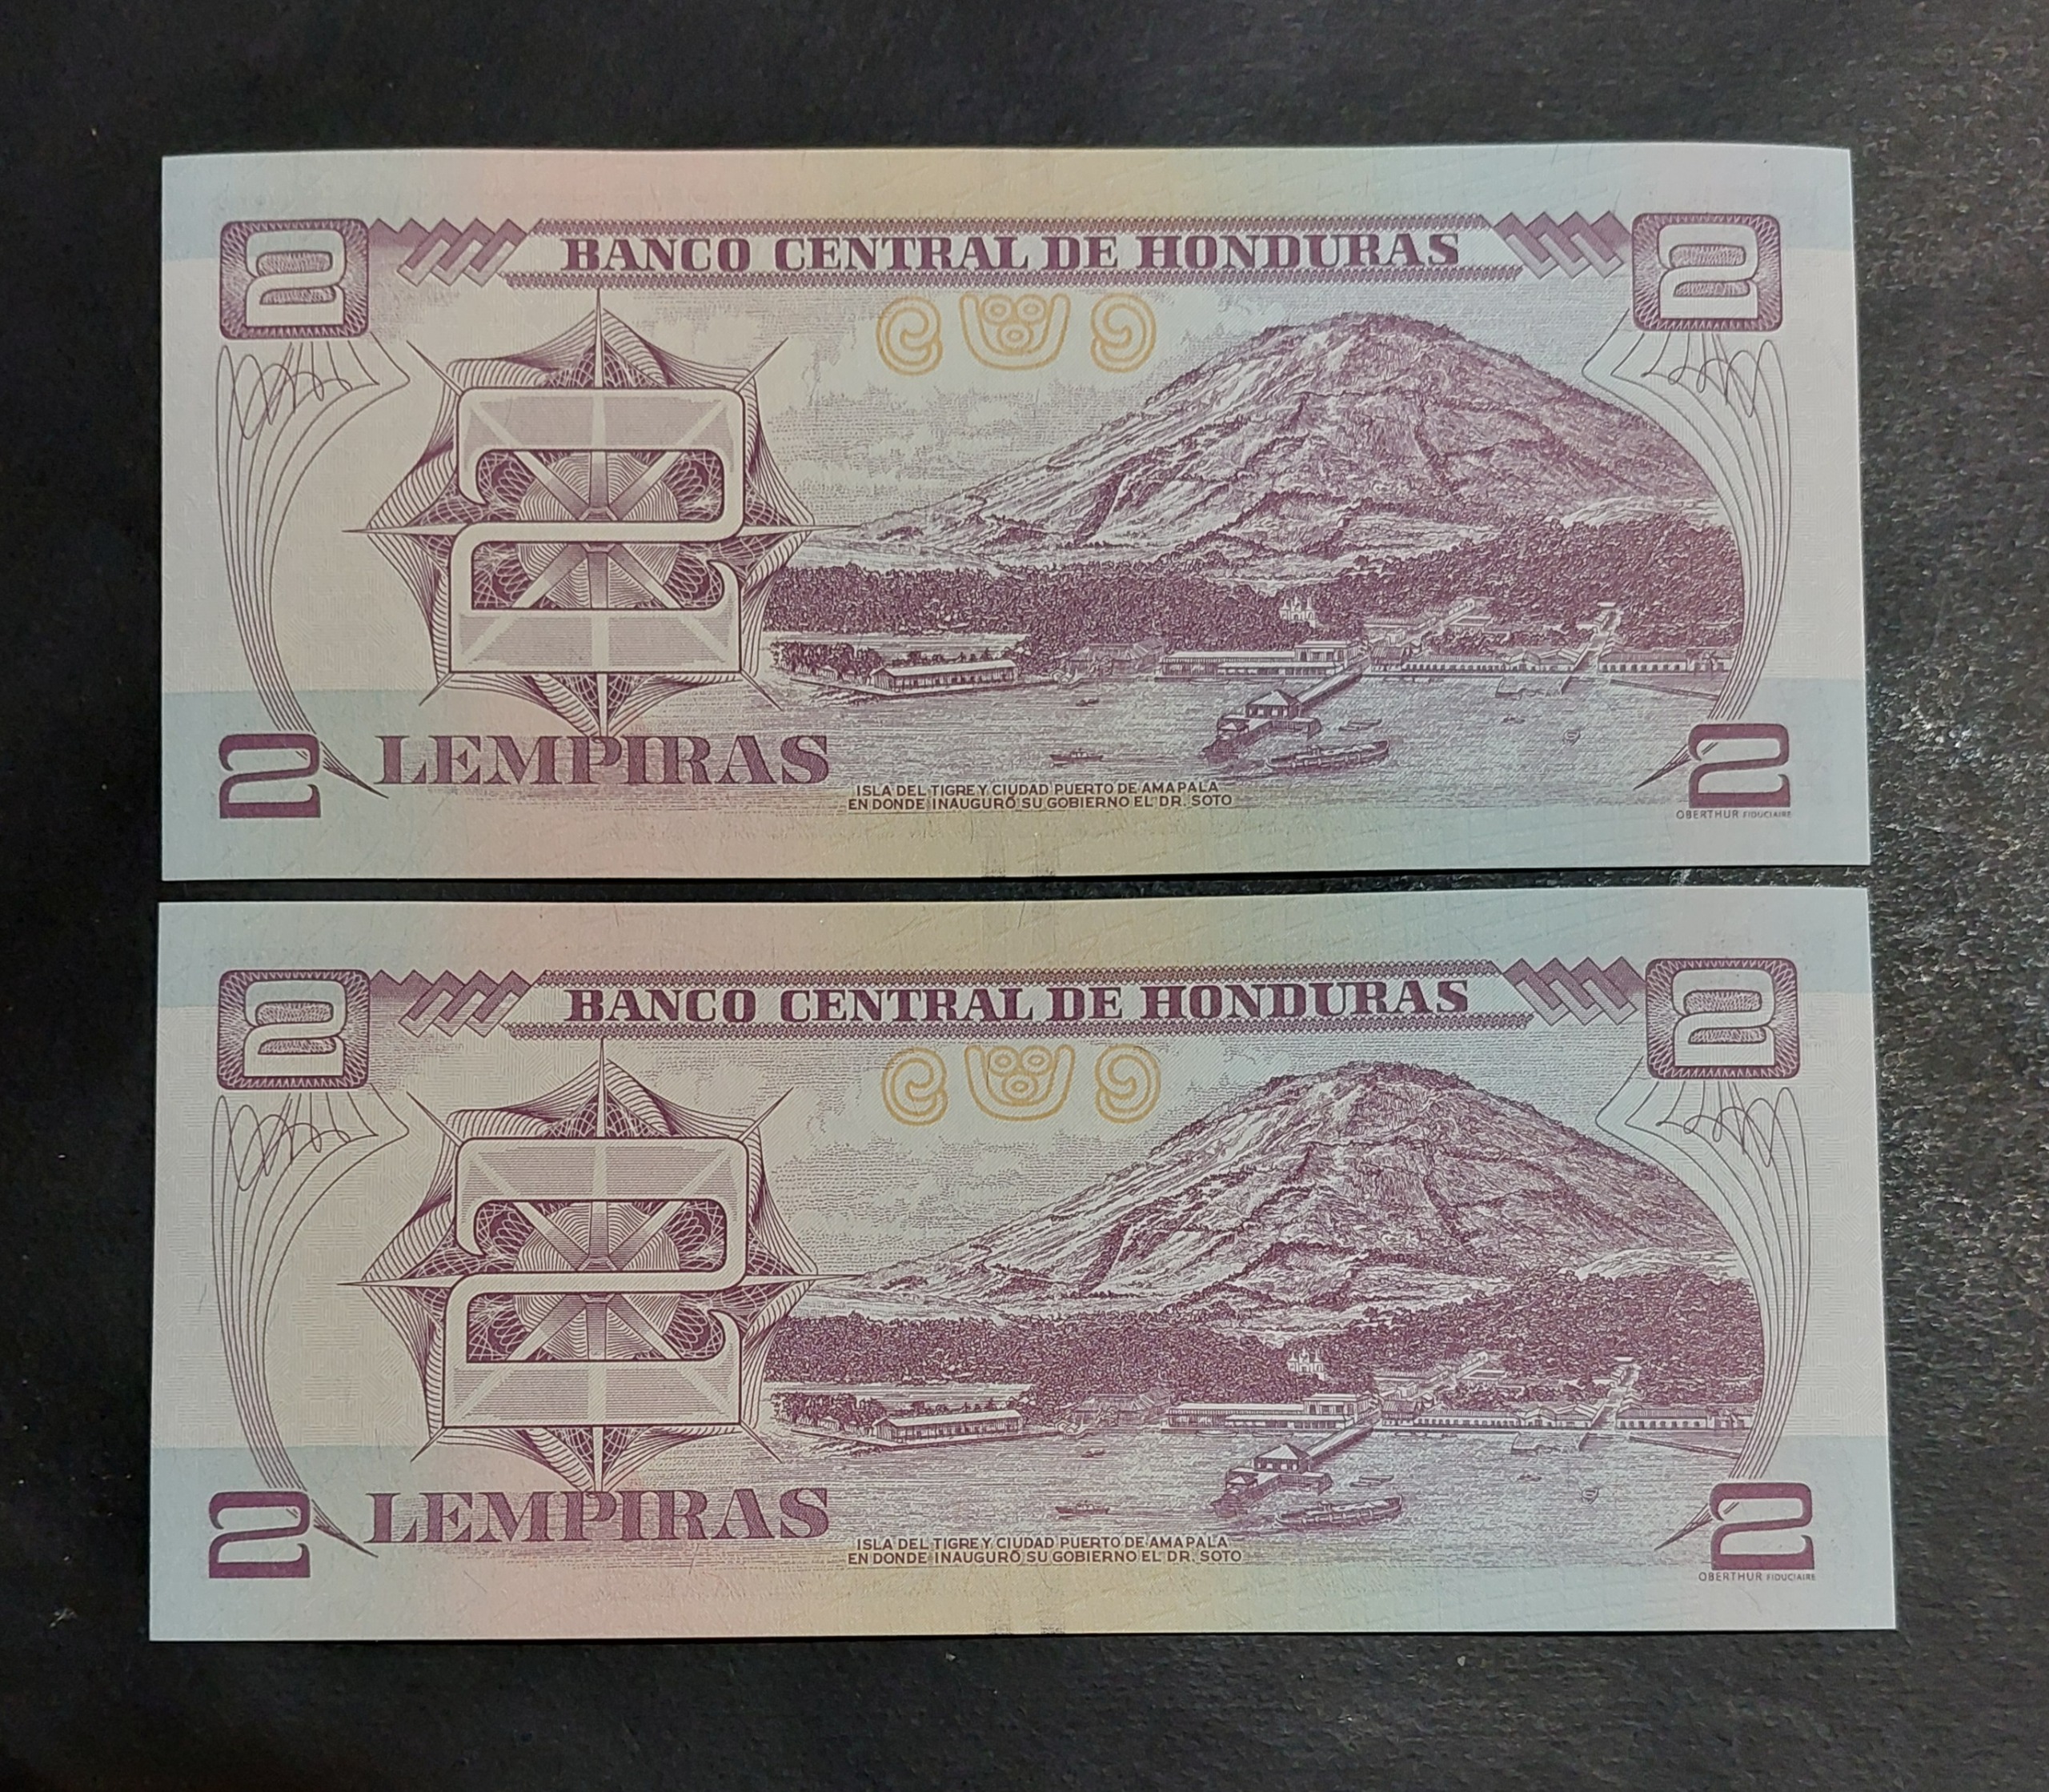 2 BANCO CENTRAL DE HONDURAS 2
2
2 LEMPIRAS 2
ISLA DEL TIGRE Y CIUDAD PUERTO DE AMAPALA
EN DONDE INAUGURÓ SU GOBIERNO EL DR. SOTO
OBERTHUR FIDUCIAIRE
2 BANCO CENTRAL DE HONDURAS 2
2
2 LEMPIRAS 2
ISLA DEL TIGRE Y CIUDAD PUERTO DE AMAPALA
EN DONDE INAUGURÓ SU GOBIERNO EL DR. SOTO
OBERTHUR FIDUCIAIRE